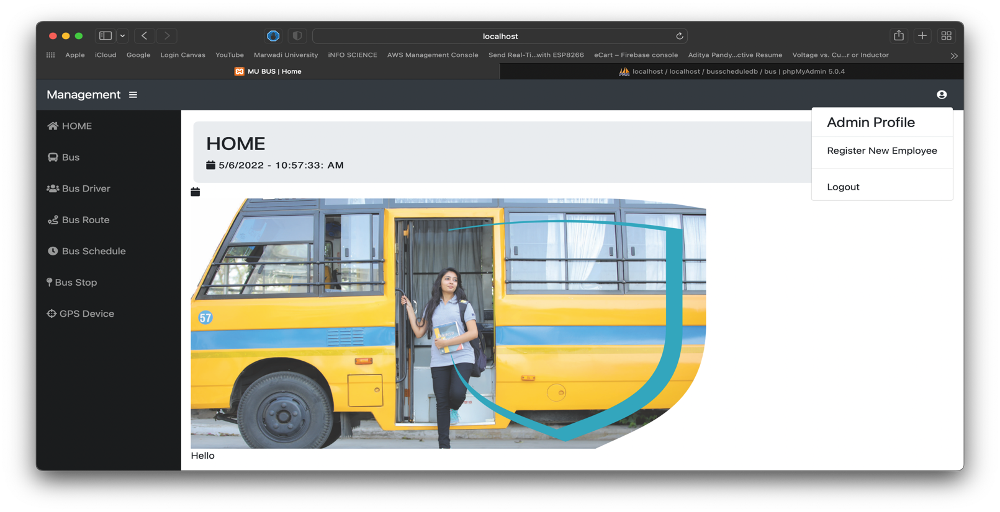 localhost
Apple iCloud Google Login Canvas YouTube Marwadi University iNFO SCIENCE AWS Management Console Send Real-Ti...with ESP8266 eCart – Firebase console Aditya Pandy...ctive Resume Voltage vs. Cu...r or Inductor
MU BUS | Home
localhost / localhost / busscheduledb / bus | phpMyAdmin 5.0.4
Management
HOME
Bus
Bus Driver
Bus Route
Bus Schedule
Bus Stop
GPS Device
HOME
5/6/2022 - 10:57:33: AM
Admin Profile
Register New Employee
Logout
57
Hello